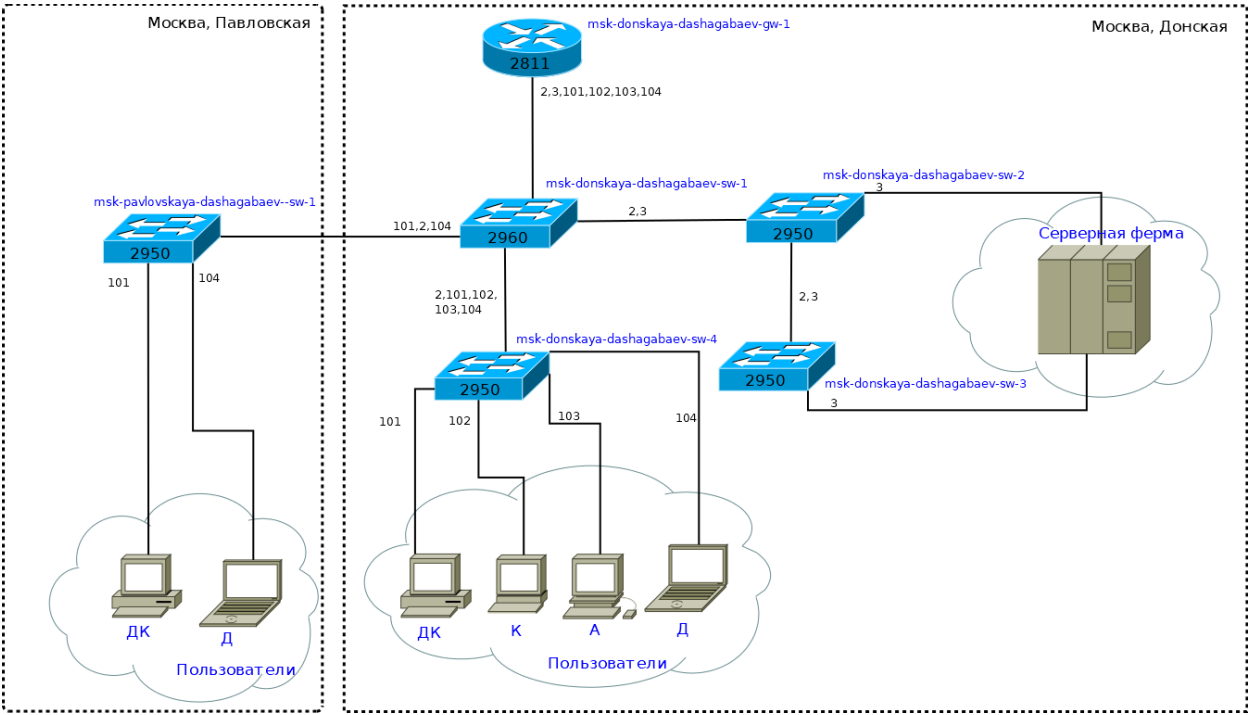 Москва, Павловская
Москва, Донская
msk-donskaya-dashagabaev-gw-1
2811
2,3,101,102,103,104
msk-pavlovskaya-dashagabaev--sw-1
2950
101
104
101,2,104
msk-donskaya-dashagabaev-sw-1
2960
2,3
msk-donskaya-dashagabaev-sw-2
3
2950
Серверная ферма
2,3
2,101,102,
103,104
msk-donskaya-dashagabaev-sw-4
2950
2950
msk-donskaya-dashagabaev-sw-3
3
101
102
103
104
ДК
Д
Пользователи
ДК
К
А
Д
Пользователи